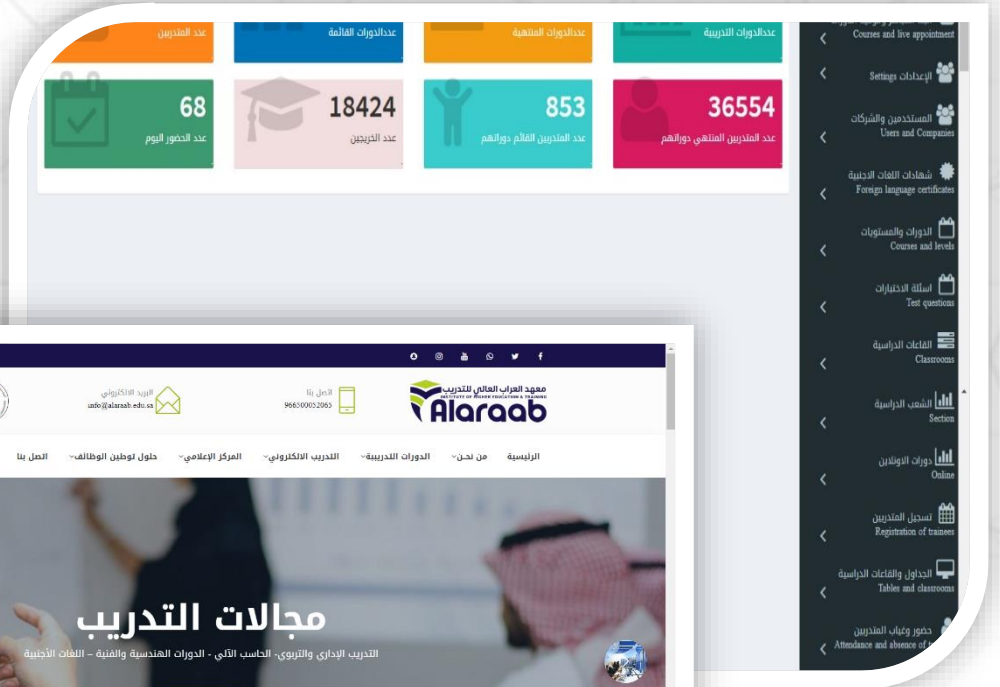 عددالدورات التدريبية
عددالدورات المنتهية
عددالدورات القائمة
عدد المتدربين
36554
عدد المتدربين المنتهي دوراتهم
853
عدد المتدربين القائم دوراتهم
18424
عدد الخريجين
68
عدد الحضور اليوم
Courses and live appointment
الإعدادات Settings
المستخدمين والشركات
Users and Companies
شهادات اللغات الاجنبية
Foreign language certificates
الدورات والمستويات
Courses and levels
اسئلة الاختبارات
Test questions
القاعات الدراسية
Classrooms
الشعب الدراسية
Section
دورات الاونلاين
Online
تسجيل المتدربين
Registration of trainees
الجداول والقاعات الدراسية
Tables and classrooms
حضور وغياب المتدربين
Attendance and absence of
معهد العراب العالي للتدريب
INSTITUTE OF HIGHER EDUCATION & TRAINING
Alaraab
اتصل بنا
966500052065
البريد الالكتروني
info@alaraab.edu.sa
الرئيسية من نحن الدورات التدريبية التدريب الالكتروني المركز الإعلامي حلول توطين الوظائف اتصل بنا
مجالات التدريب
التدريب الإداري والتربوي- الحاسب الآلي - الدورات الهندسية والفنية – اللغات الأجنبية